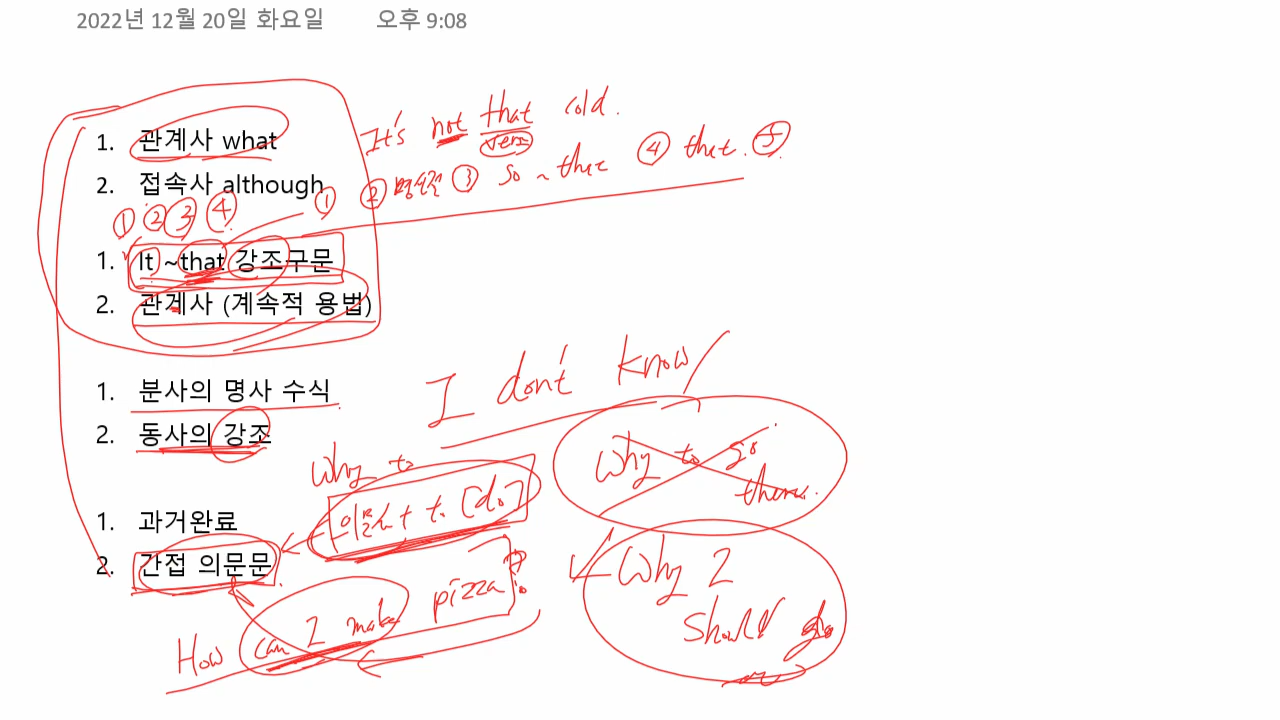 2022년 12월 20일 화요일 오후 9:08
It's not that cold.
very
1. 관계사 what
2. 접속사 although
① ② ③ ④
① ② ③ so ~ that ④ that. ⑤
1. It ~that 강조구문
2. 관계사 (계속적 용법)
I don't know
1. 분사의 명사 수식
2. 동사의 강조
Why to
why to go
there.
의문사 + to [do]
1. 과거완료
2. 간접 의문문
Why I
should go
How can I make pizza?